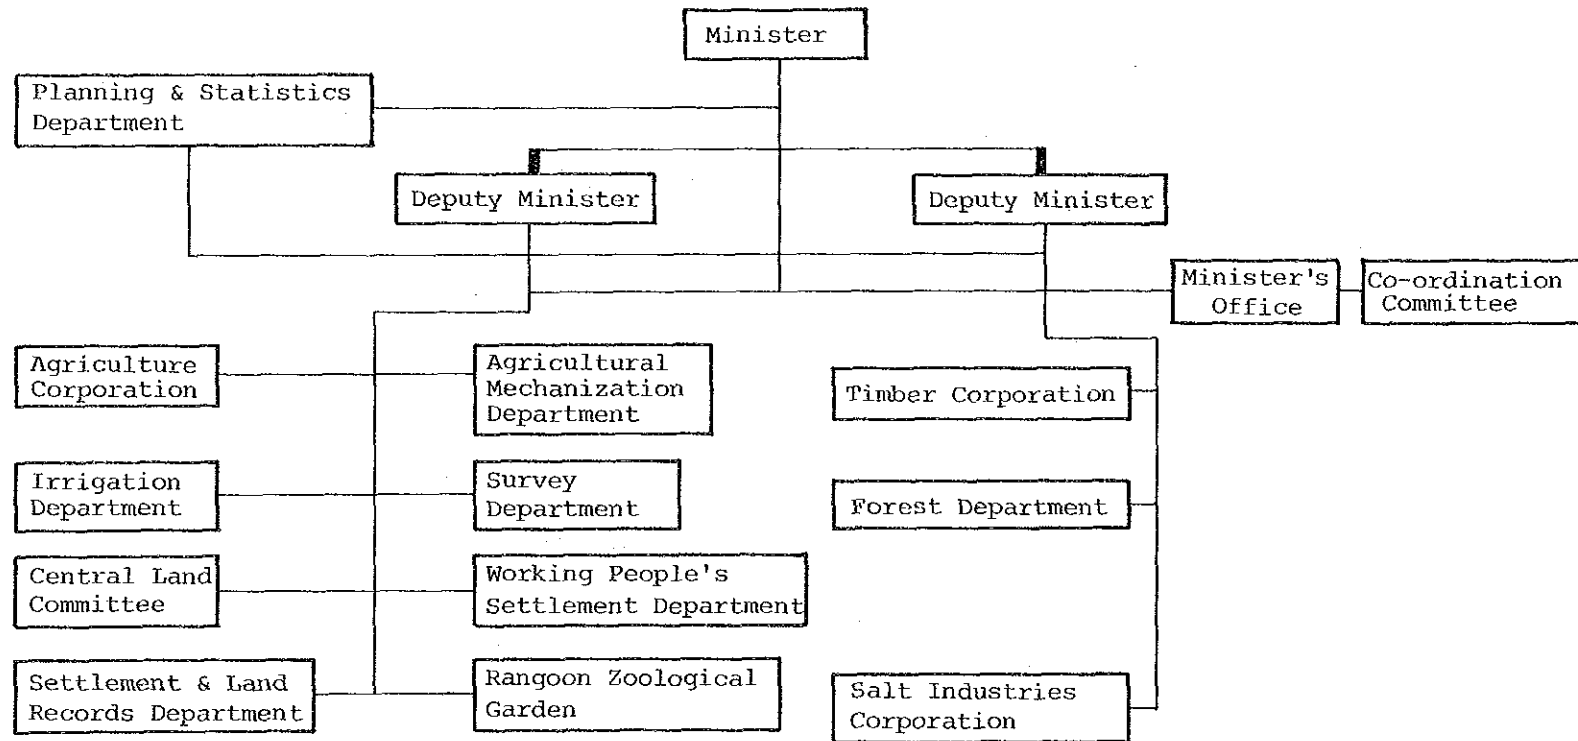 Minister
Planning & Statistics
Department
Deputy Minister
Deputy Minister
Minister's
Office
Co-ordination
Committee
Agriculture
Corporation
Agricultural
Mechanization
Department
Timber Corporation
Irrigation
Department
Survey
Department
Forest Department
Central Land
Committee
Working People's
Settlement Department
Settlement & Land
Records Department
Rangoon Zoological
Garden
Salt Industries
Corporation